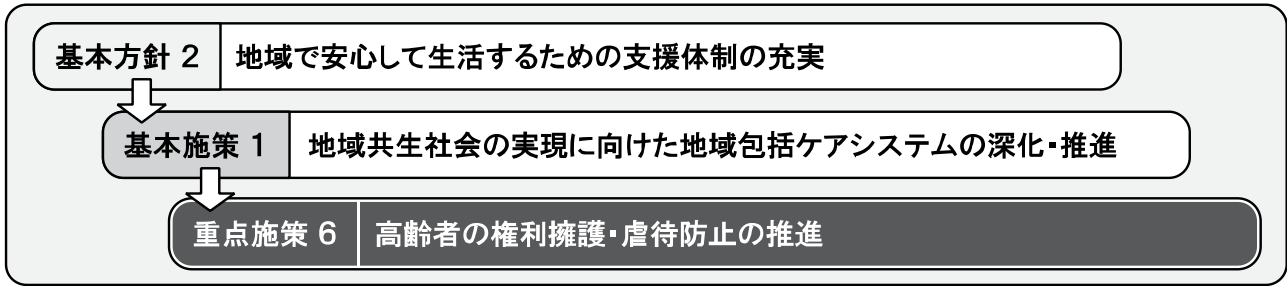 基本方針 2 地域で安心して生活するための支援体制の充実
基本施策 1 地域共生社会の実現に向けた地域包括ケアシステムの深化・推進
重点施策 6 高齢者の権利擁護・虐待防止の推進